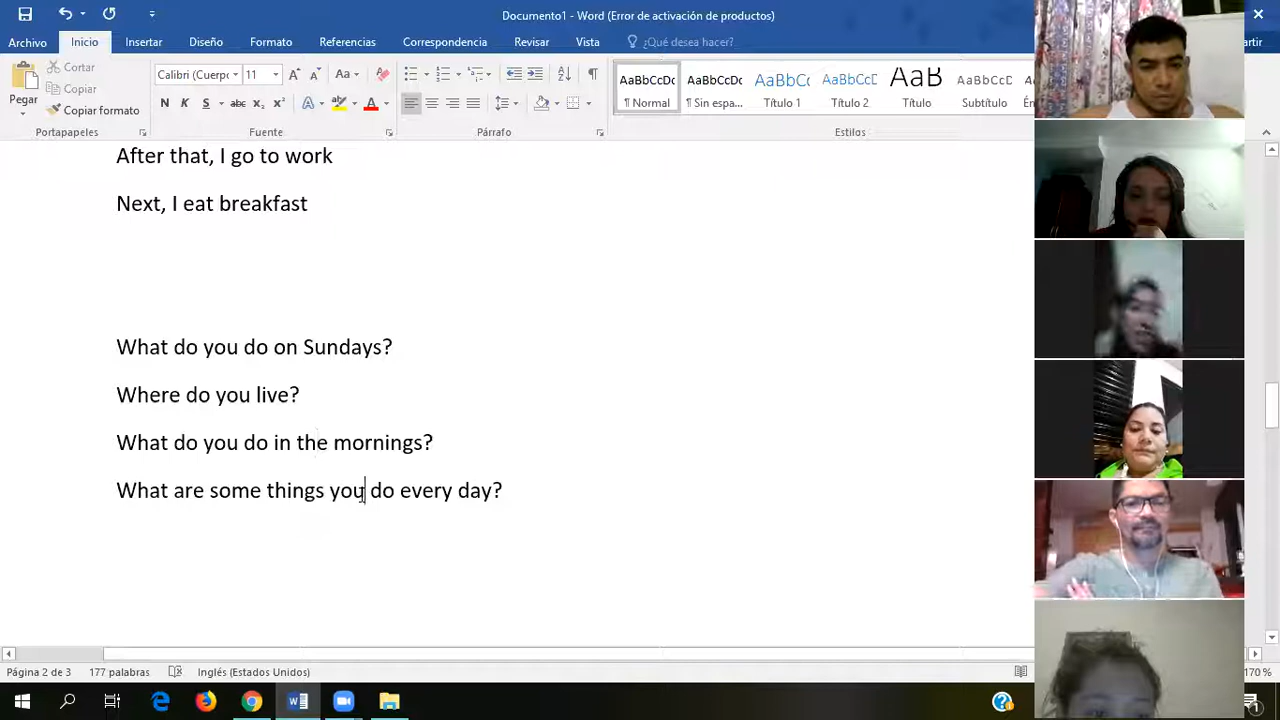 Documento1 - Word (Error de activación de productos)
Archivo Inicio Insertar Diseño Formato Referencias Correspondencia Revisar Vista ¿Qué desea hacer? artir
Pegar
Cortar
Copiar
Copiar formato
Calibri (Cuerpo 11
AaBbCcDc AaBbCcDc AaBbCc AaBbCcD AaB AaBbCcD
¶ Normal ¶ Sin espa... Título 1 Título 2 Título Subtítulo
Portapapeles Fuente Párrafo Estilos
After that, I go to work
Next, I eat breakfast
What do you do on Sundays?
Where do you live?
What do you do in the mornings?
What are some things you do every day?
Página 2 de 3 177 palabras Inglés (Estados Unidos) 170 %